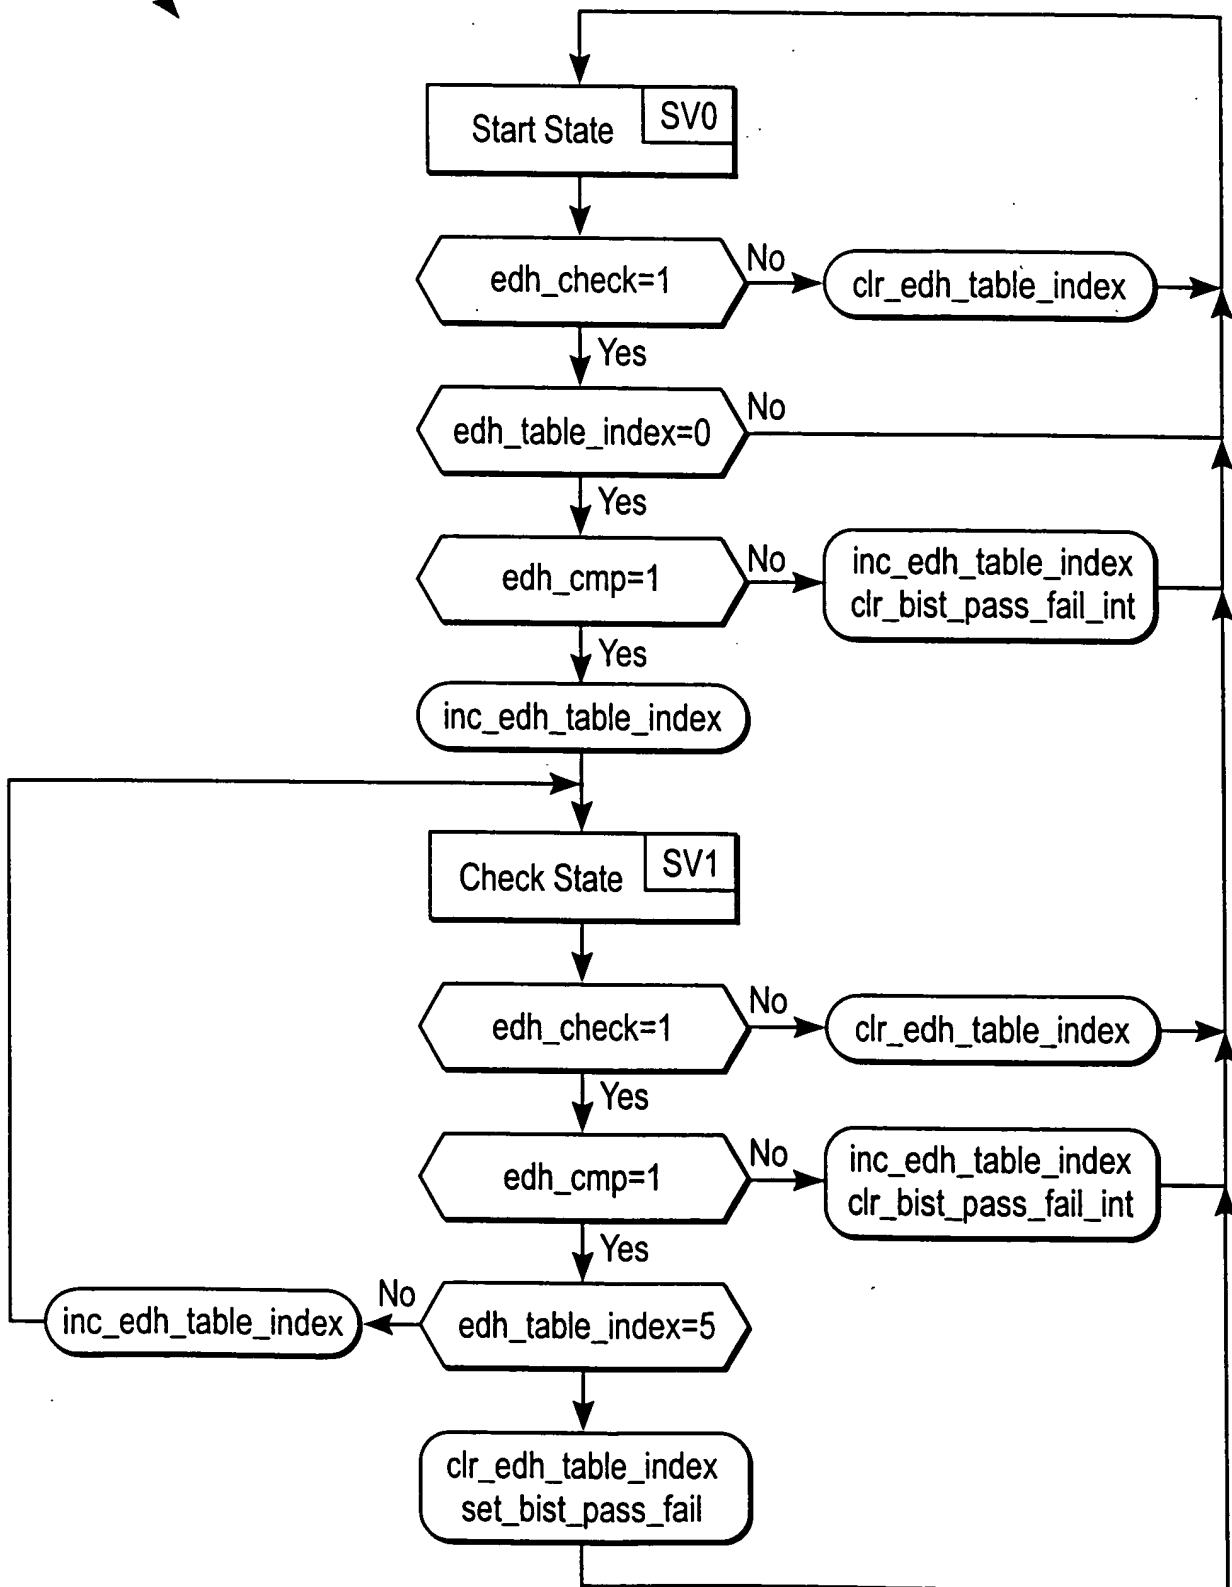 Start State
SV0
edh_check=1
No
clr_edh_table_index
Yes
edh_table_index=0
No
Yes
edh_cmp=1
No
inc_edh_table_index
clr_bist_pass_fail_int
Yes
inc_edh_table_index
Check State
SV1
edh_check=1
No
clr_edh_table_index
Yes
edh_cmp=1
No
inc_edh_table_index
clr_bist_pass_fail_int
Yes
inc_edh_table_index
No
edh_table_index=5
clr_edh_table_index
set_bist_pass_fail